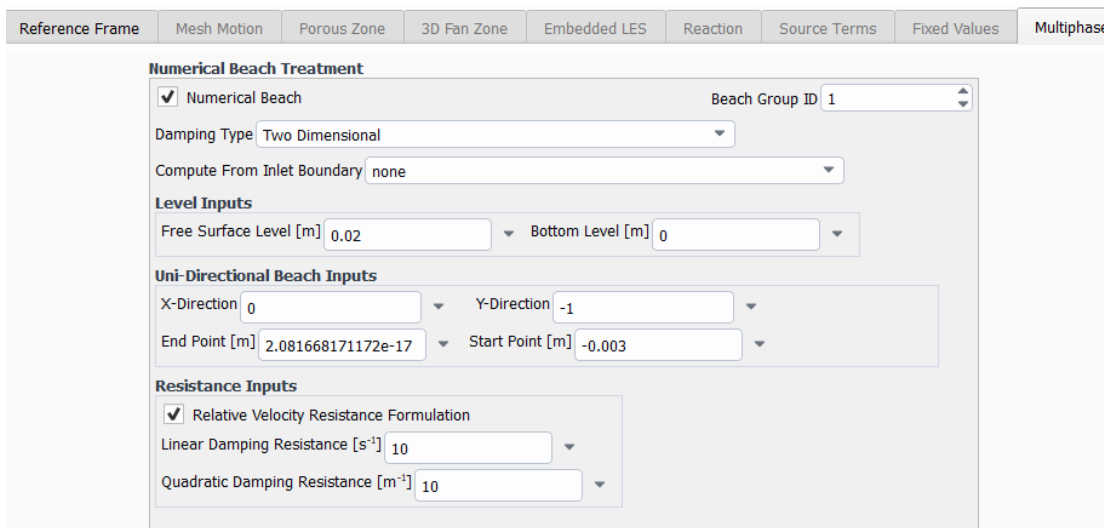 Reference Frame Mesh Motion Porous Zone 3D Fan Zone Embedded LES Reaction Source Terms Fixed Values Multiphase
Numerical Beach Treatment
Numerical Beach Beach Group ID 1
Damping Type Two Dimensional
Compute From Inlet Boundary none
Level Inputs
Free Surface Level [m] 0.02 Bottom Level [m] 0
Uni-Directional Beach Inputs
X-Direction 0 Y-Direction -1
End Point [m] 2.081668171172e-17 Start Point [m] -0.003
Resistance Inputs
Relative Velocity Resistance Formulation
Linear Damping Resistance [s⁻¹] 10
Quadratic Damping Resistance [m⁻¹] 10